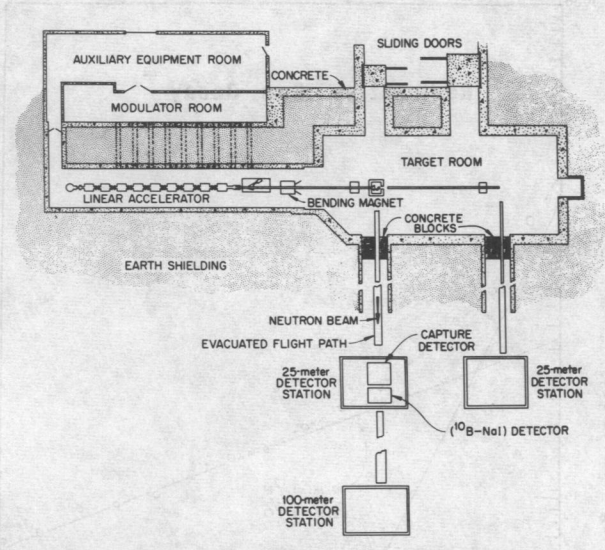 SLIDING DOORS
AUXILIARY EQUIPMENT ROOM
CONCRETE
MODULATOR ROOM
TARGET ROOM
LINEAR ACCELERATOR
BENDING MAGNET
CONCRETE
BLOCKS
EARTH SHIELDING
NEUTRON BEAM
EVACUATED FLIGHT PATH
CAPTURE
DETECTOR
25-meter
DETECTOR
STATION
25-meter
DETECTOR
STATION
(¹⁰B–NaI) DETECTOR
100-meter
DETECTOR
STATION